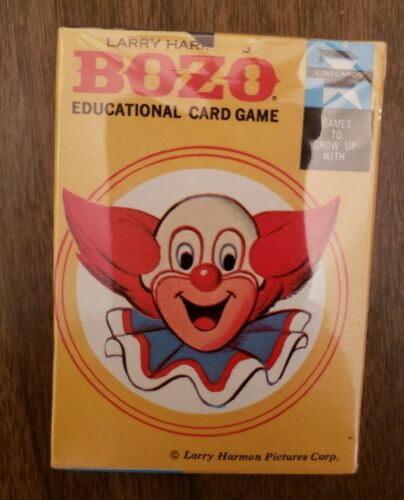 LARRY
BOZO®
EDUCATIONAL CARD GAME
EDU-CARDS
GAMES
TO
GROW UP
WITH
© Larry Harmon Pictures Corp.